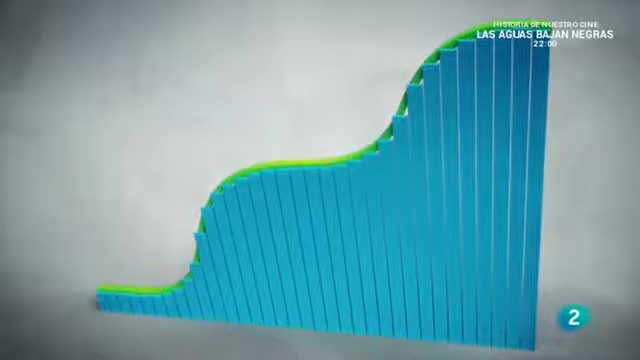 HISTORIA DE NUESTRO CINE
LAS AGUAS BAJAN NEGRAS
22:00
2